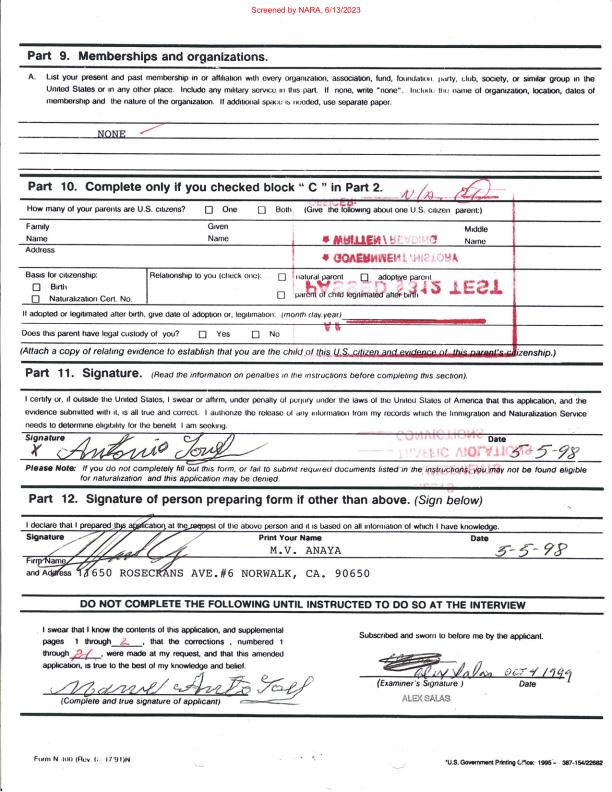 Screened by NARA, 6/13/2023
Part 9. Memberships and organizations.
A. List your present and past membership in or affiliation with every organization, association, fund, foundation, party, club, society, or similar group in the
United States or in any other place. Include any military service in this part. If none, write "none". Include the name of organization, location, dates of
membership and the nature of the organization. If additional space is needed, use separate paper.
NONE
Part 10. Complete only if you checked block " C " in Part 2.
N/A
How many of your parents are U.S. citizens? One Both (Give the following about one U.S. citizen parent:)
Family Given Middle
Name Name Name
WRITTEN / READING
Address
GOVERNMENT / HISTORY
Basis for citizenship: Relationship to you (check one): natural parent adoptive parent
Birth
PASSED §312 TEST
Naturalization Cert. No. parent of child legitimated after birth
If adopted or legitimated after birth, give date of adoption or, legitimation: (month day year)
Does this parent have legal custody of you? Yes No
(Attach a copy of relating evidence to establish that you are the child of this U.S. citizen and evidence of this parent's citizenship.)
Part 11. Signature. (Read the information on penalties in the instructions before completing this section).
I certify or, if outside the United States, I swear or affirm, under penalty of perjury under the laws of the United States of America that this application, and the
evidence submitted with it, is all true and correct. I authorize the release of any information from my records which the Immigration and Naturalization Service
needs to determine eligibility for the benefit I am seeking.
CONVICTIONS
Signature Date
X Antonio 5-5-98
TRAFFIC VIOLATIONS
Please Note: If you do not completely fill out this form, or fail to submit required documents listed in the instructions, you may not be found eligible
for naturalization and this application may be denied.
Part 12. Signature of person preparing form if other than above. (Sign below)
I declare that I prepared this application at the request of the above person and it is based on all information of which I have knowledge.
Signature Print Your Name Date
M.V. ANAYA 5-5-98
Firm Name
and Address 11650 ROSECRANS AVE.#6 NORWALK, CA. 90650
DO NOT COMPLETE THE FOLLOWING UNTIL INSTRUCTED TO DO SO AT THE INTERVIEW
I swear that I know the contents of this application, and supplemental
pages 1 through 2, that the corrections , numbered 1
through 21, were made at my request, and that this amended
application, is true to the best of my knowledge and belief.
(Complete and true signature of applicant)
Subscribed and sworn to before me by the applicant.
Alex Salas OCT 4 1999
(Examiner's Signature ) Date
ALEX SALAS
Form N-400 (Rev. 07/17/91)N
*U.S. Government Printing Office: 1995 - 387-154/22682